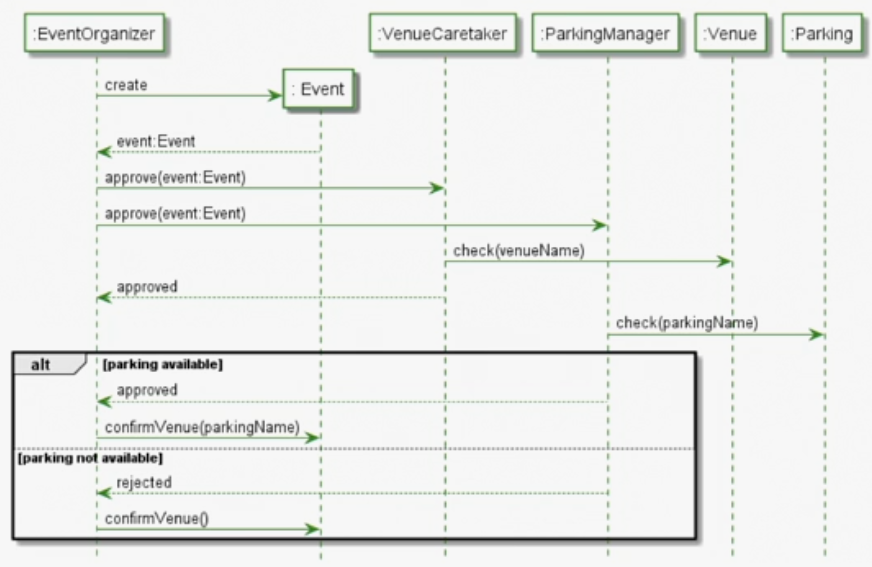 :EventOrganizer
:VenueCaretaker
:ParkingManager
:Venue
:Parking
create
: Event
event:Event
approve(event:Event)
approve(event:Event)
check(venueName)
approved
check(parkingName)
alt [parking available]
approved
confirmVenue(parkingName)
[parking not available]
rejected
confirmVenue()